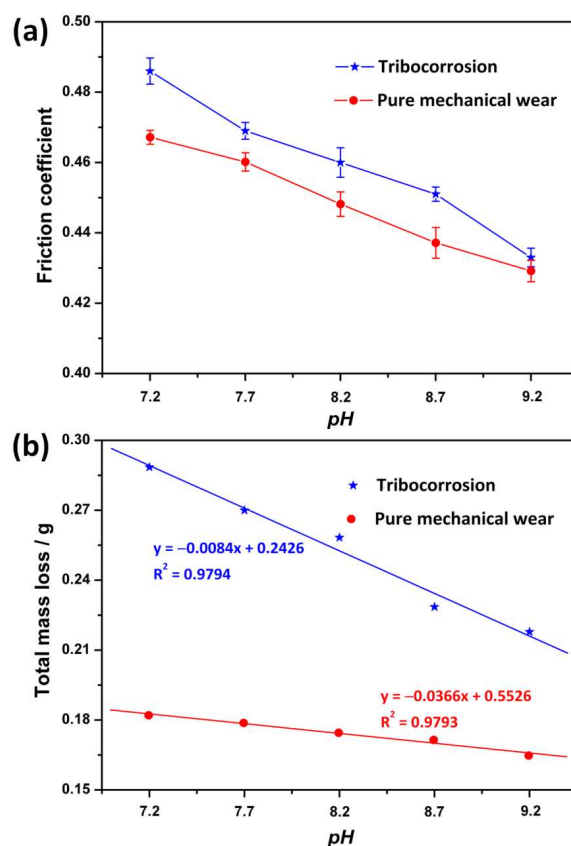 (a)
0.50
0.48
0.46
0.44
0.42
0.40
Friction coefficient
Tribocorrosion
Pure mechanical wear
7.2 7.7 8.2 8.7 9.2
pH
(b)
0.30
0.27
0.24
0.21
0.18
0.15
Total mass loss / g
Tribocorrosion
Pure mechanical wear
y = −0.0084x + 0.2426
R² = 0.9794
y = −0.0366x + 0.5526
R² = 0.9793
7.2 7.7 8.2 8.7 9.2
pH